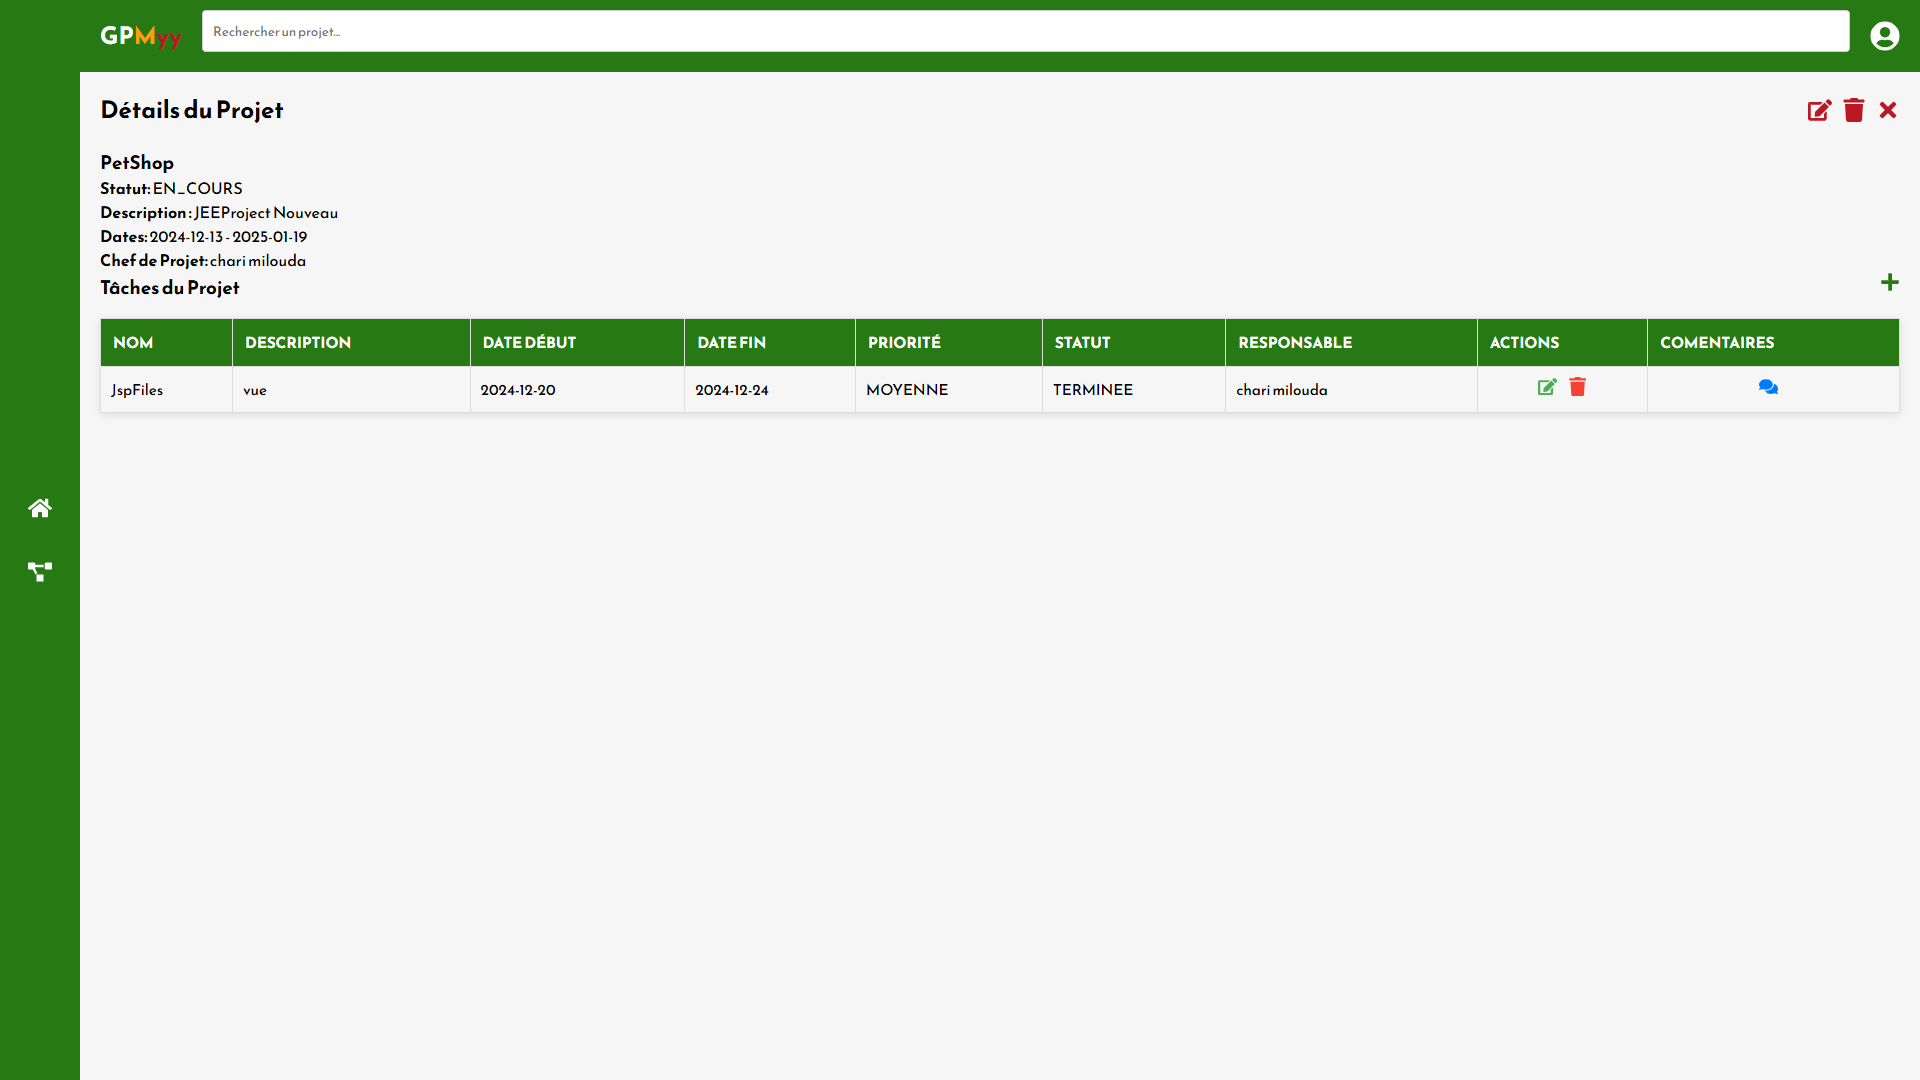 GPMyy
Rechercher un projet...
Détails du Projet
PetShop
Statut: EN_COURS
Description : JEEProject Nouveau
Dates: 2024-12-13 - 2025-01-19
Chef de Projet: chari milouda
Tâches du Projet
NOM DESCRIPTION DATE DÉBUT DATE FIN PRIORITÉ STATUT RESPONSABLE ACTIONS COMENTAIRES
JspFiles vue 2024-12-20 2024-12-24 MOYENNE TERMINEE chari milouda